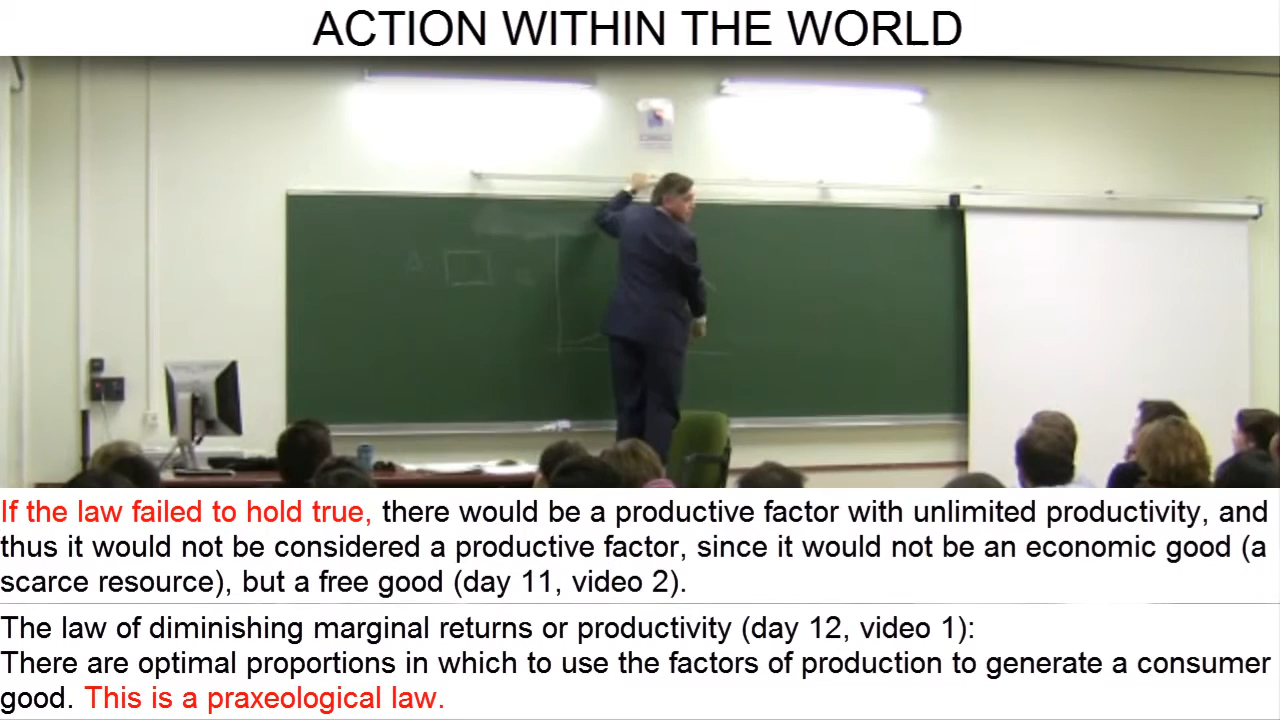 ACTION WITHIN THE WORLD
If the law failed to hold true, there would be a productive factor with unlimited productivity, and
thus it would not be considered a productive factor, since it would not be an economic good (a
scarce resource), but a free good (day 11, video 2).
The law of diminishing marginal returns or productivity (day 12, video 1):
There are optimal proportions in which to use the factors of production to generate a consumer
good. This is a praxeological law.